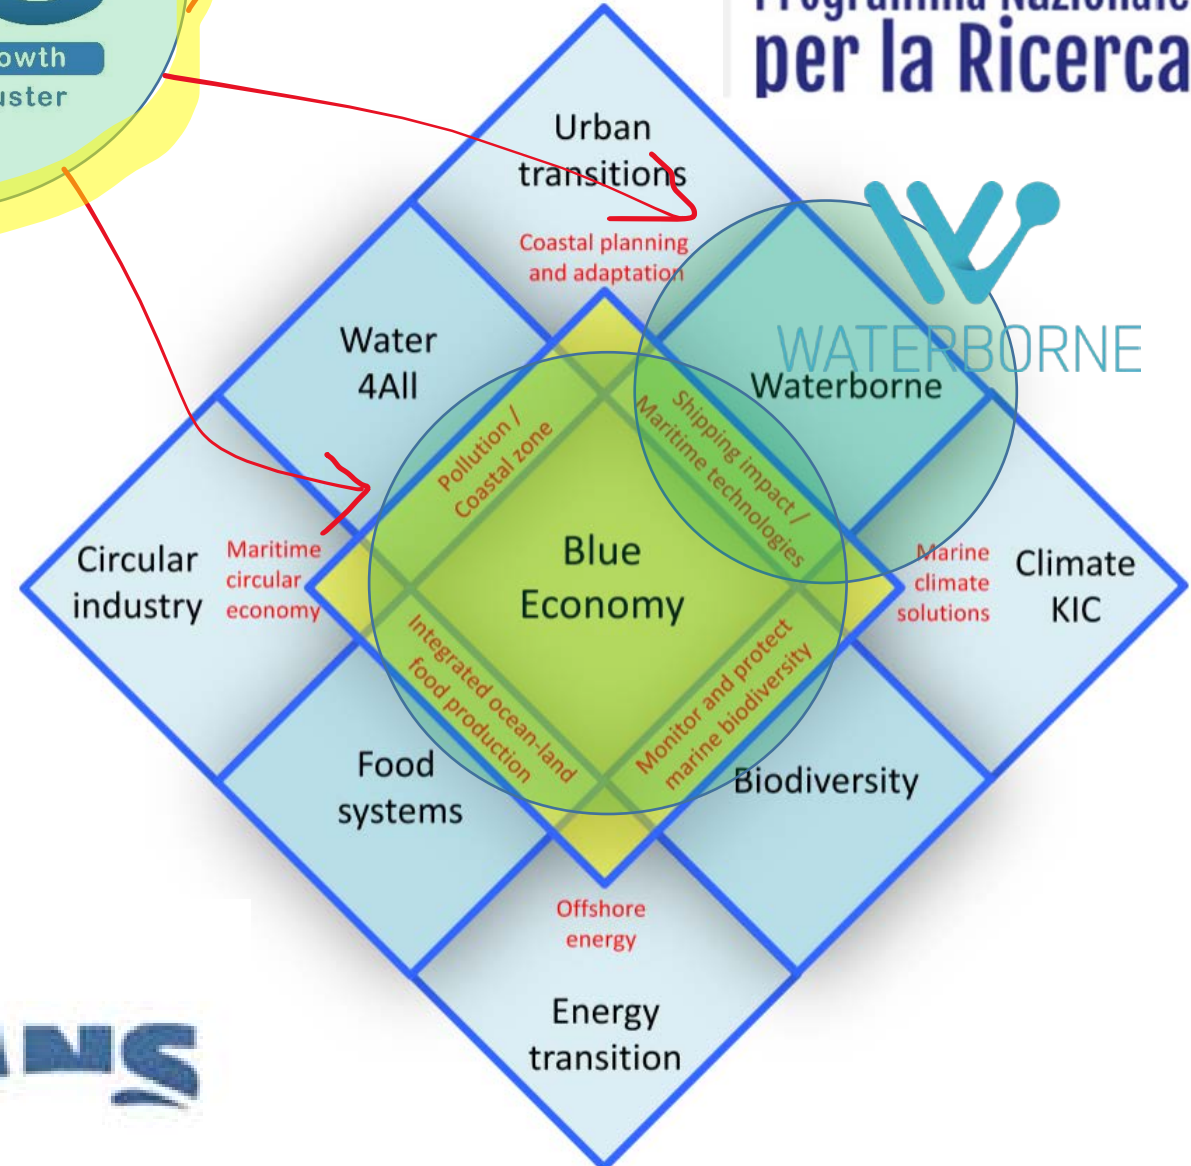 per la Ricerca
Urban
transitions
Coastal planning
and adaptation
WATERBORNE
Water
4All
Waterborne
Pollution /
Coastal zone
Shipping impact /
Maritime technologies
Circular
industry
Maritime
circular
economy
Blue
Economy
Marine
climate
solutions
Climate
KIC
Integrated ocean-land
food production
Monitor and protect
marine biodiversity
Food
systems
Biodiversity
Offshore
energy
Energy
transition